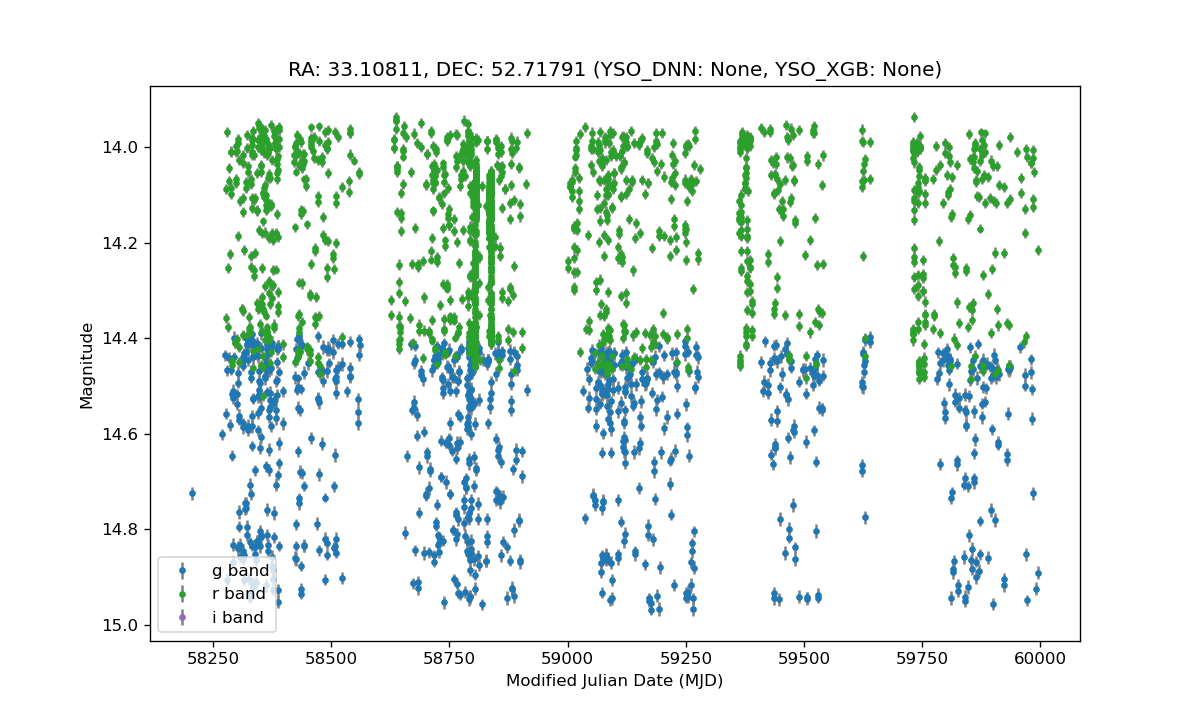 RA: 33.10811, DEC: 52.71791 (YSO_DNN: None, YSO_XGB: None)
14.0
14.2
14.4
14.6
14.8
15.0
Magnitude
g band
r band
i band
58250 58500 58750 59000 59250 59500 59750 60000
Modified Julian Date (MJD)